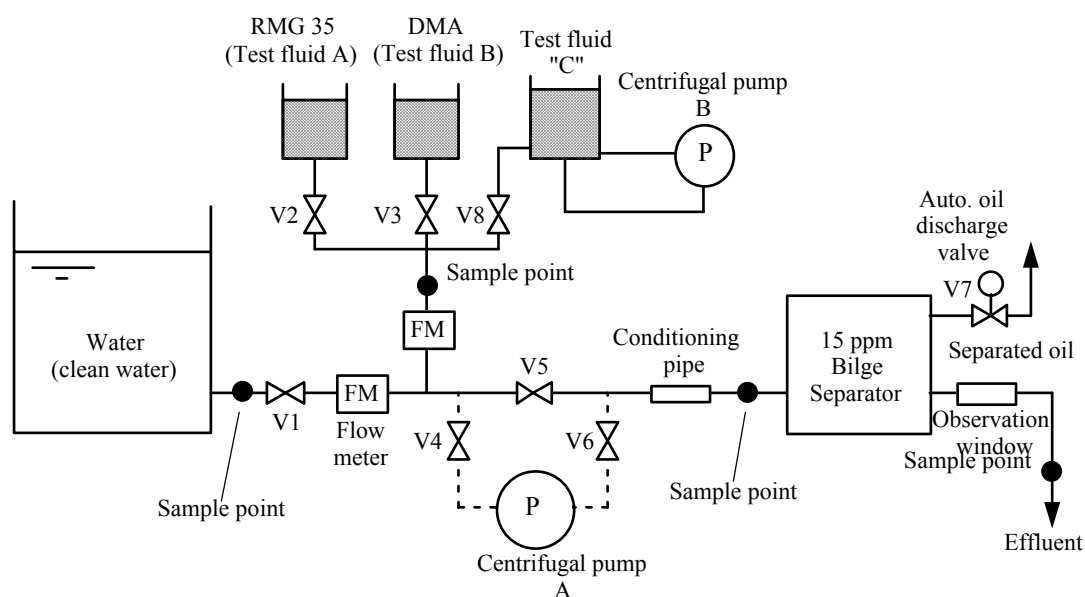 RMG 35
(Test fluid A)
DMA
(Test fluid B)
Test fluid
"C"
Centrifugal pump
B
P
V2
V3
V8
Auto. oil
discharge
valve
V7
Sample point
FM
Water
(clean water)
Conditioning
pipe
15 ppm
Bilge
Separator
Separated oil
V5
V1
FM
Flow
meter
V4
V6
Observation
window
Sample point
Sample point
Sample point
P
Centrifugal pump
A
Effluent